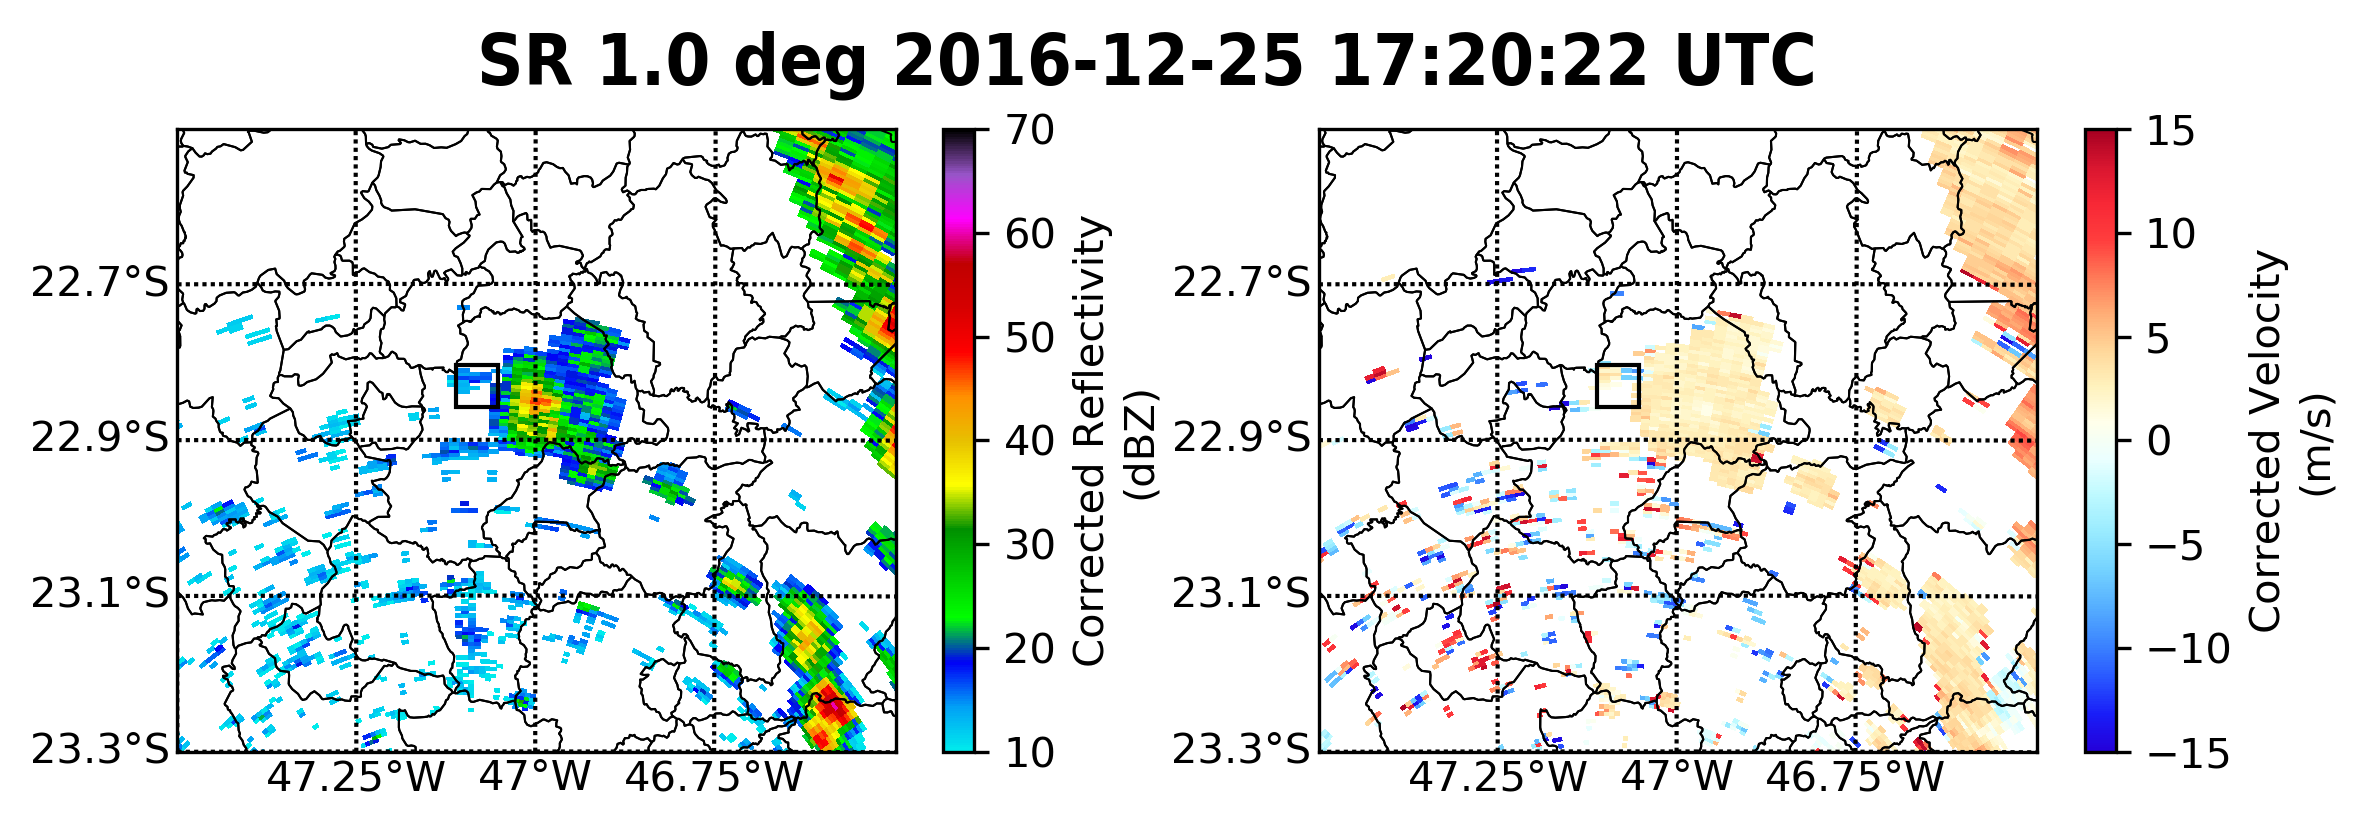 SR 1.0 deg 2016-12-25 17:20:22 UTC
22.7°S
22.9°S
23.1°S
23.3°S
47.25°W
47°W
46.75°W
70
60
50
40
30
20
10
Corrected Reflectivity
(dBZ)
22.7°S
22.9°S
23.1°S
23.3°S
47.25°W
47°W
46.75°W
15
10
5
0
−5
−10
−15
Corrected Velocity
(m/s)